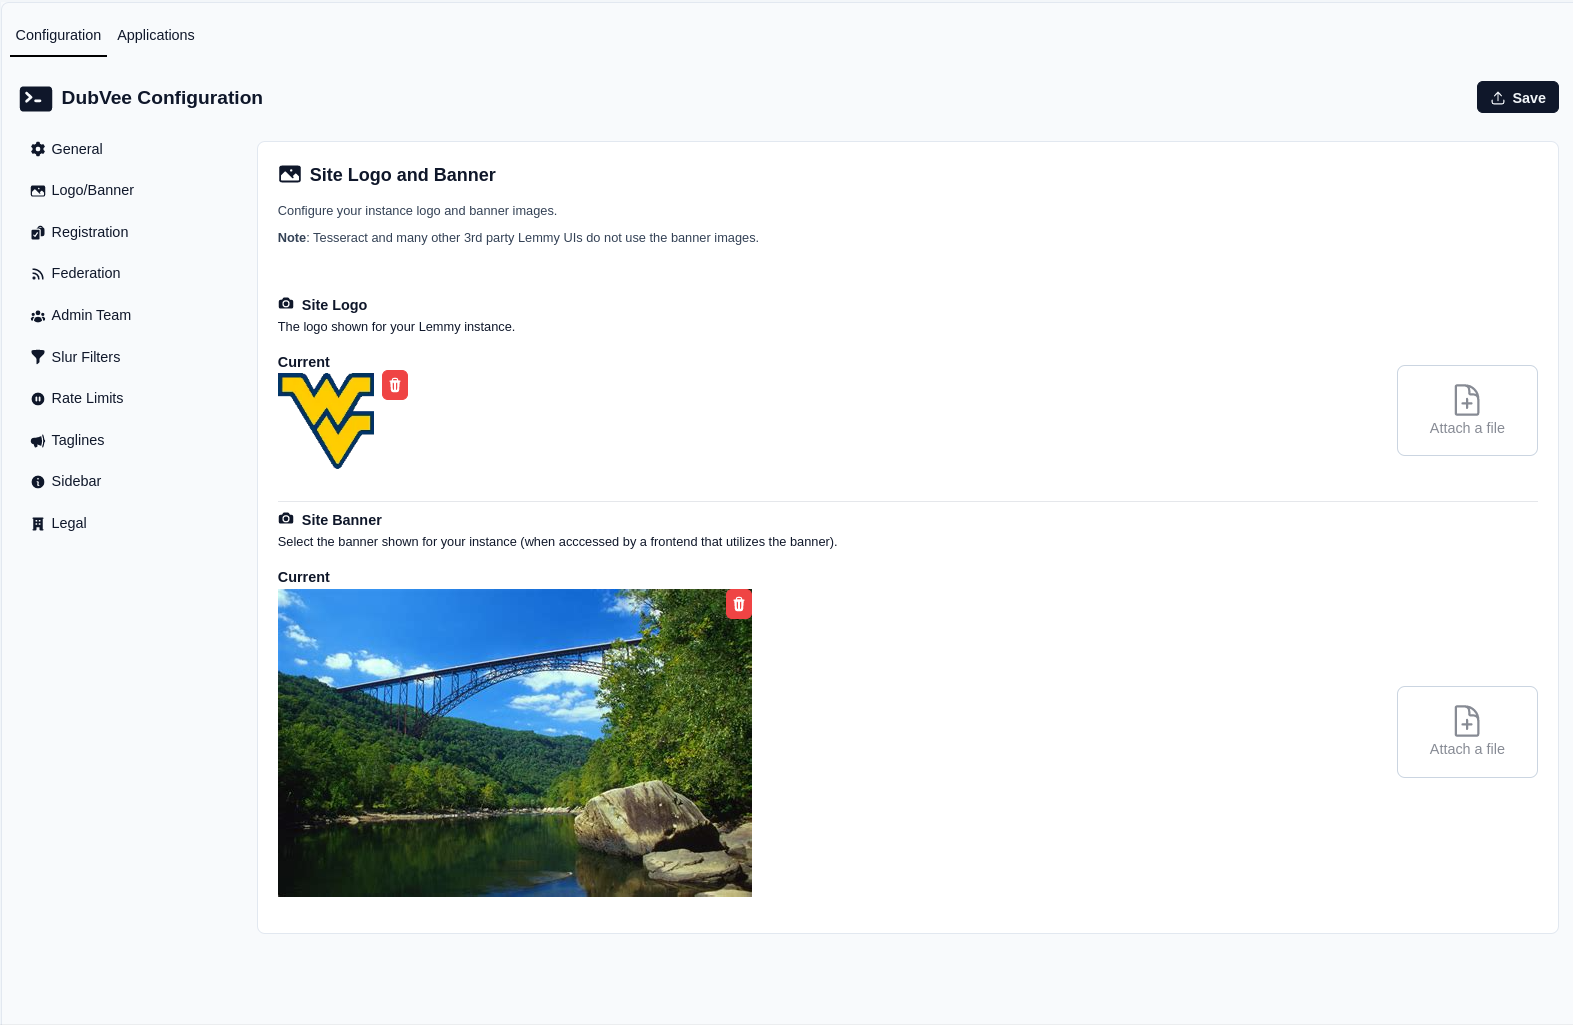 Configuration Applications
DubVee Configuration
Save
General
Logo/Banner
Registration
Federation
Admin Team
Slur Filters
Rate Limits
Taglines
Sidebar
Legal
Site Logo and Banner
Configure your instance logo and banner images.
Note: Tesseract and many other 3rd party Lemmy UIs do not use the banner images.
Site Logo
The logo shown for your Lemmy instance.
Current
Attach a file
Site Banner
Select the banner shown for your instance (when acccessed by a frontend that utilizes the banner).
Current
Attach a file